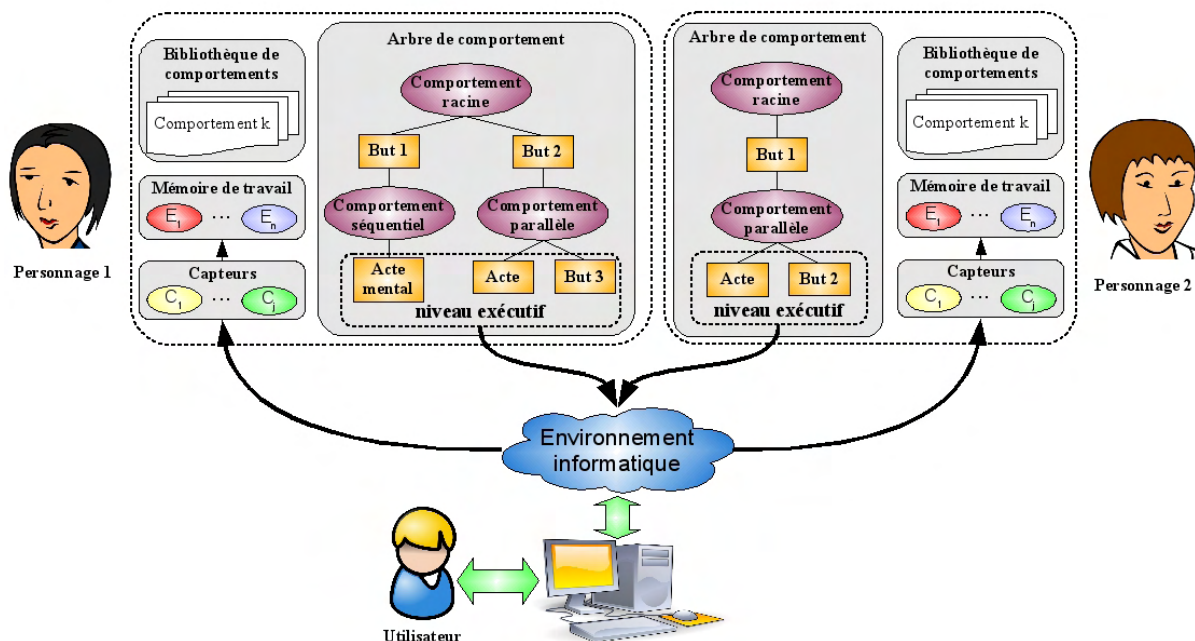 Bibliothèque de
comportements
Comportement k
Mémoire de travail
E1 ... En
Capteurs
C1 ... Cj
Personnage 1
Arbre de comportement
Comportement
racine
But 1
But 2
Comportement
séquentiel
Comportement
parallèle
Acte
mental
Acte
But 3
niveau exécutif
Arbre de comportement
Comportement
racine
But 1
Comportement
parallèle
Acte
But 2
niveau exécutif
Bibliothèque de
comportements
Comportement k
Mémoire de travail
E1 ... En
Capteurs
C1 ... Cj
Personnage 2
Environnement
informatique
Utilisateur